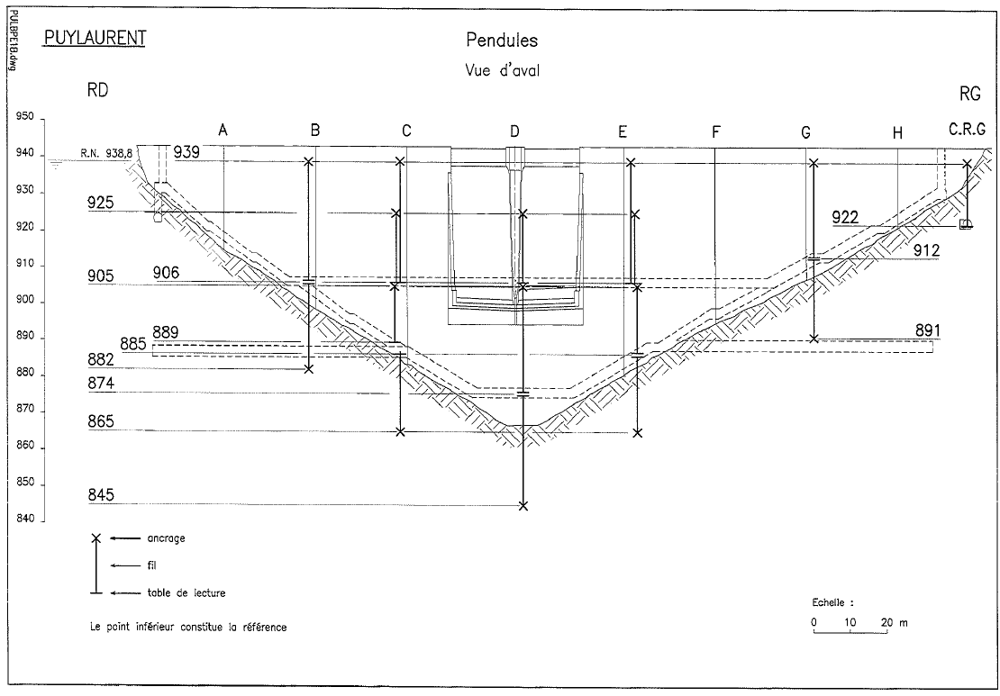 PULBPE1B.dwg
PUYLAURENT
Pendules
Vue d'aval
RD
RG
950
A B C D E F G H C.R.G
940
R.N. 938,8
939
930
925
920
922
912
910
906
905
900
890
889
891
885
880
882
874
870
865
860
850
845
840
ancrage
fil
table de lecture
Le point inférieur constitue la référence
Echelle :
0 10 20 m